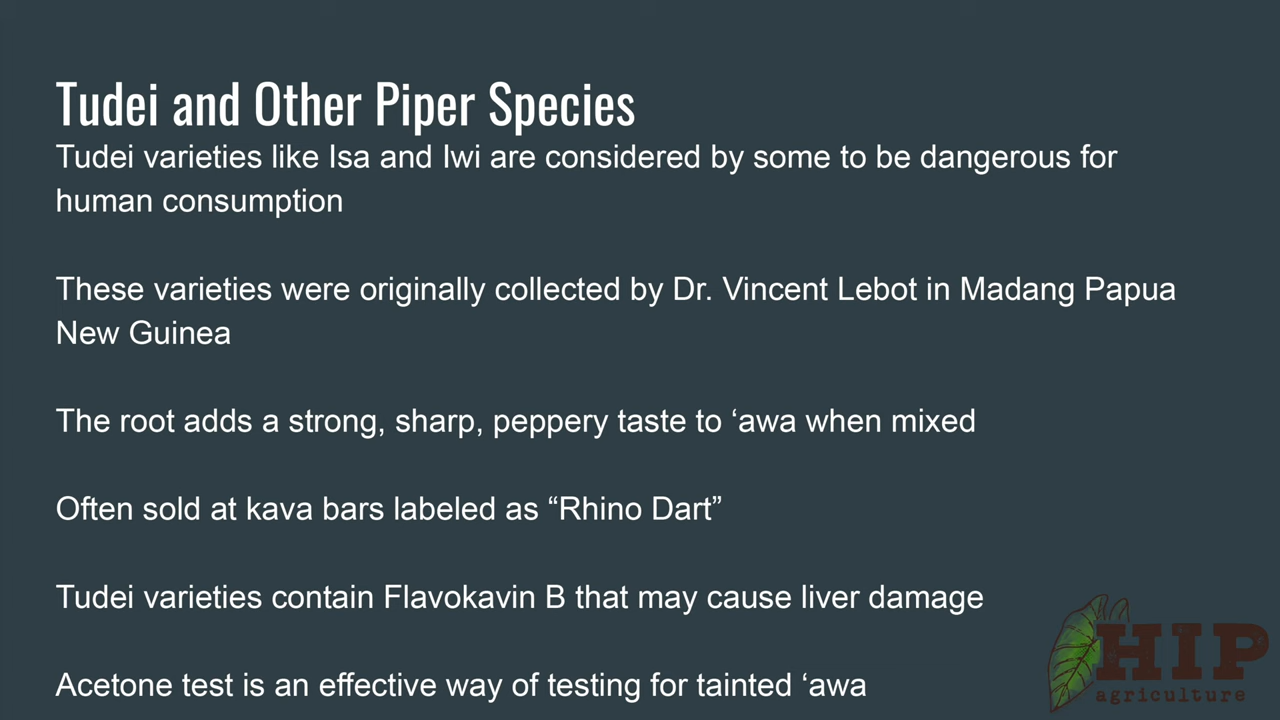 Tudei and Other Piper Species
Tudei varieties like Isa and Iwi are considered by some to be dangerous for
human consumption
These varieties were originally collected by Dr. Vincent Lebot in Madang Papua
New Guinea
The root adds a strong, sharp, peppery taste to ‘awa when mixed
Often sold at kava bars labeled as “Rhino Dart”
Tudei varieties contain Flavokavin B that may cause liver damage
Acetone test is an effective way of testing for tainted ‘awa
HIP
agriculture